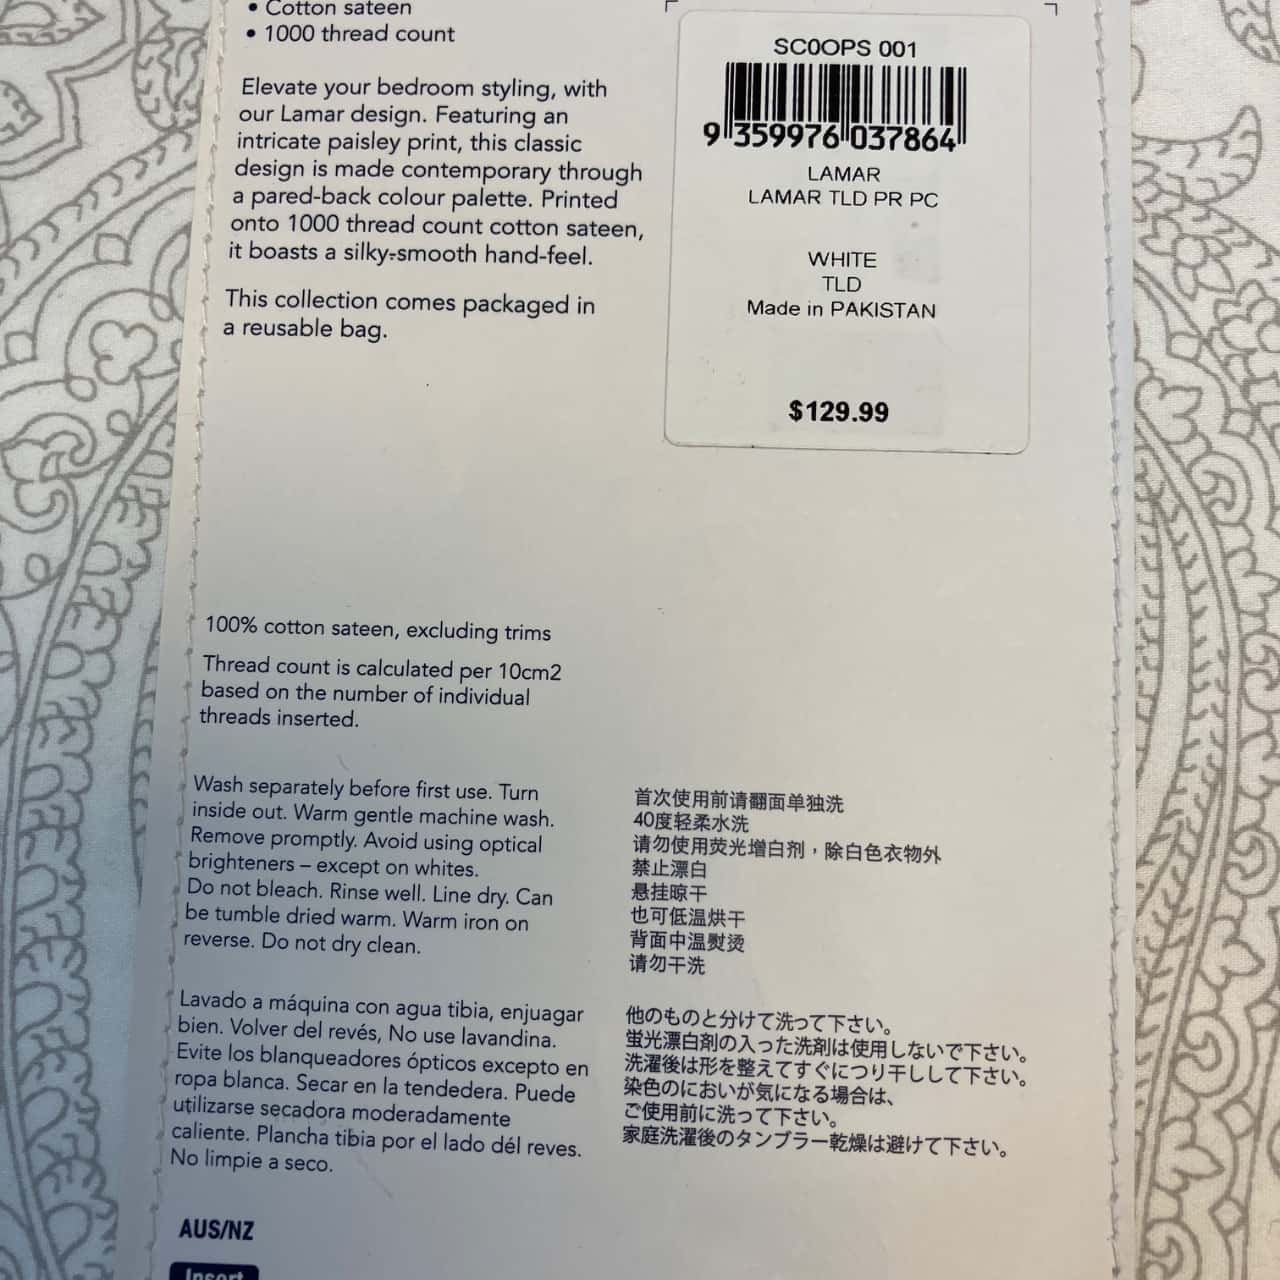 • Cotton sateen
• 1000 thread count
Elevate your bedroom styling, with
our Lamar design. Featuring an
intricate paisley print, this classic
design is made contemporary through
a pared-back colour palette. Printed
onto 1000 thread count cotton sateen,
it boasts a silky-smooth hand-feel.
This collection comes packaged in
a reusable bag.
SC0OPS 001
9 359976 037864
LAMAR
LAMAR TLD PR PC
WHITE
TLD
Made in PAKISTAN
$129.99
100% cotton sateen, excluding trims
Thread count is calculated per 10cm2
based on the number of individual
threads inserted.
Wash separately before first use. Turn
inside out. Warm gentle machine wash.
Remove promptly. Avoid using optical
brighteners – except on whites.
Do not bleach. Rinse well. Line dry. Can
be tumble dried warm. Warm iron on
reverse. Do not dry clean.
首次使用前请翻面单独洗
40度轻柔水洗
请勿使用荧光增白剂，除白色衣物外
禁止漂白
悬挂晾干
也可低温烘干
背面中温熨烫
请勿干洗
Lavado a máquina con agua tibia, enjuagar
bien. Volver del revés, No use lavandina.
Evite los blanqueadores ópticos excepto en
ropa blanca. Secar en la tendedera. Puede
utilizarse secadora moderadamente
caliente. Plancha tibia por el lado dél reves.
No limpie a seco.
他のものと分けて洗って下さい。
蛍光漂白剤の入った洗剤は使用しないで下さい。
洗濯後は形を整えてすぐにつり干しして下さい。
染色のにおいが気になる場合は、
ご使用前に洗って下さい。
家庭洗濯後のタンブラー乾燥は避けて下さい。
AUS/NZ
Insert